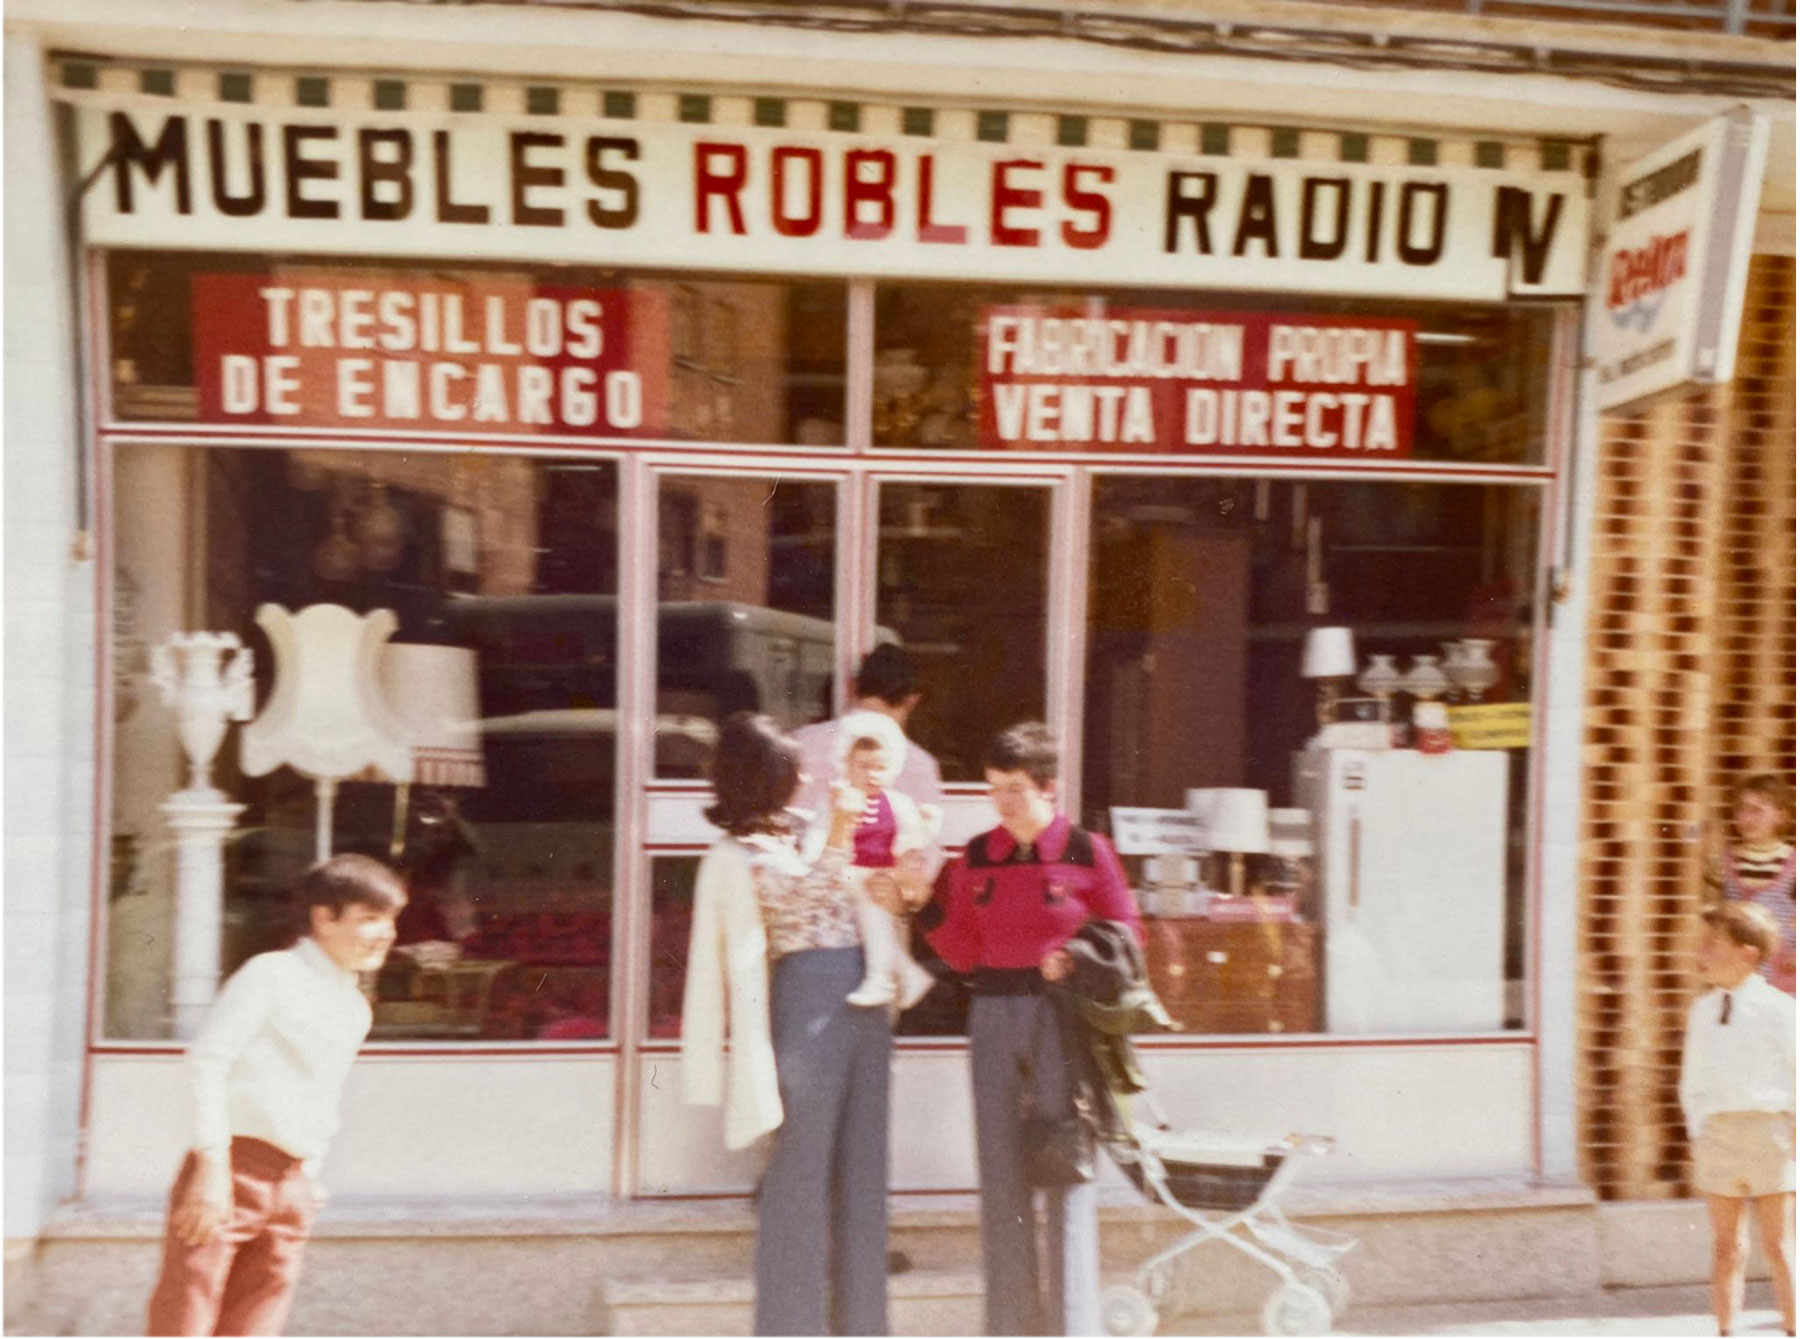 MUEBLES ROBLES RADIO TV
TRESILLOS
DE ENCARGO
FABRICACION PROPIA
VENTA DIRECTA